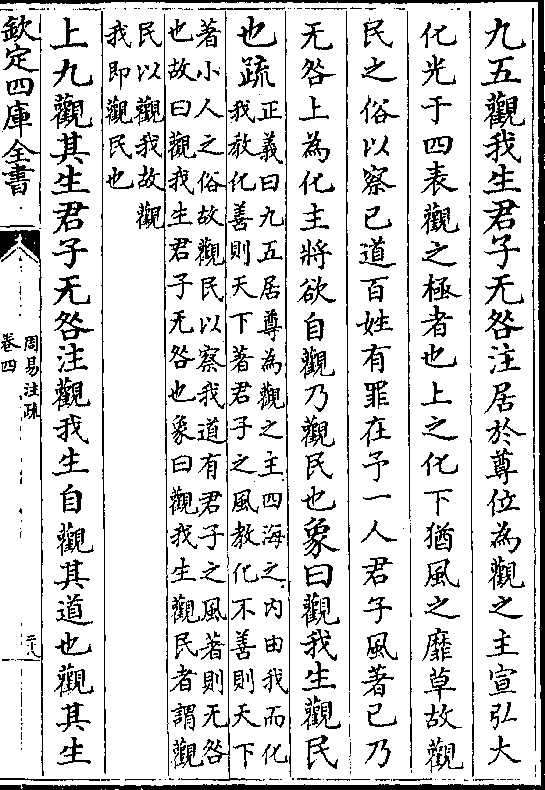 九五觀我生君子无咎注居於尊位為觀之主宣弘大
化光于四表觀之極者也上之化下猶風之靡草故觀
民之俗以察己道百姓有罪在予一人君子風著己乃
无咎上為化主將欲自觀乃觀民也象曰觀我生觀民
也疏
正義曰九五居尊為觀之主四海之內由我而化
我教化善則天下著君子之風教化不善則天下
著小人之俗故觀民以察我道有君子之風著則无咎
也故曰觀我生君子无咎也象曰觀我生觀民者謂觀
民以觀我故觀
我即觀民也
上九觀其生君子无咎注觀我生自觀其道也觀其生
欽定四庫全書
周易注疏
卷四
二十八